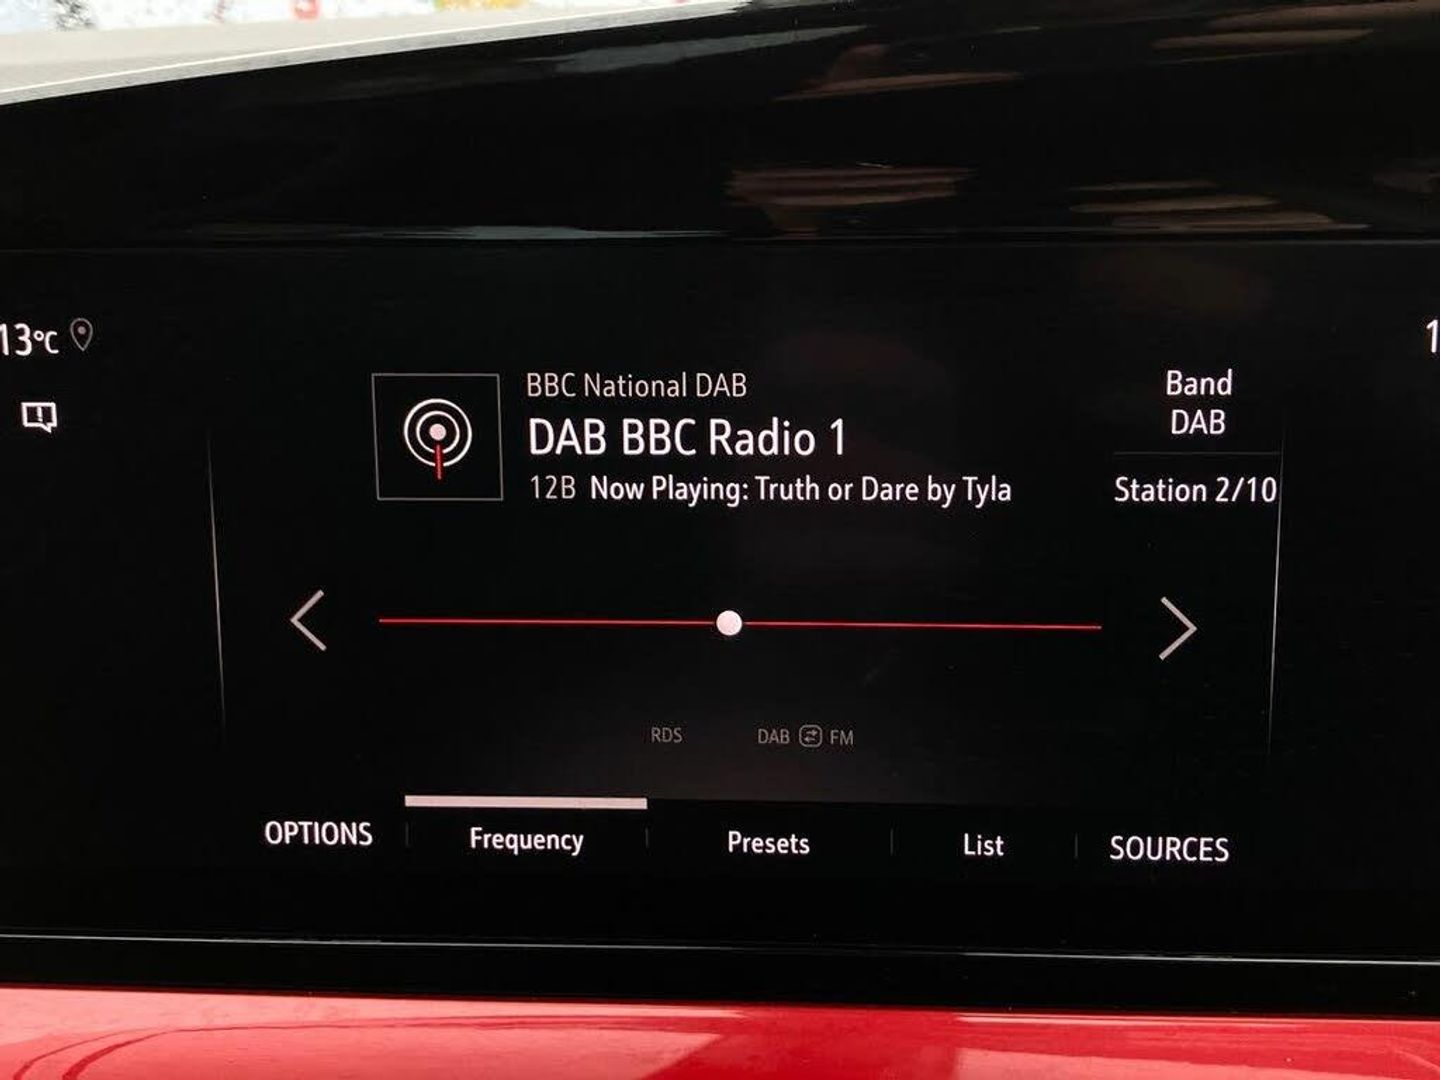 13°C
BBC National DAB
DAB BBC Radio 1
12B Now Playing: Truth or Dare by Tyla
Band
DAB
Station 2/10
RDS
DAB FM
OPTIONS
Frequency
Presets
List
SOURCES